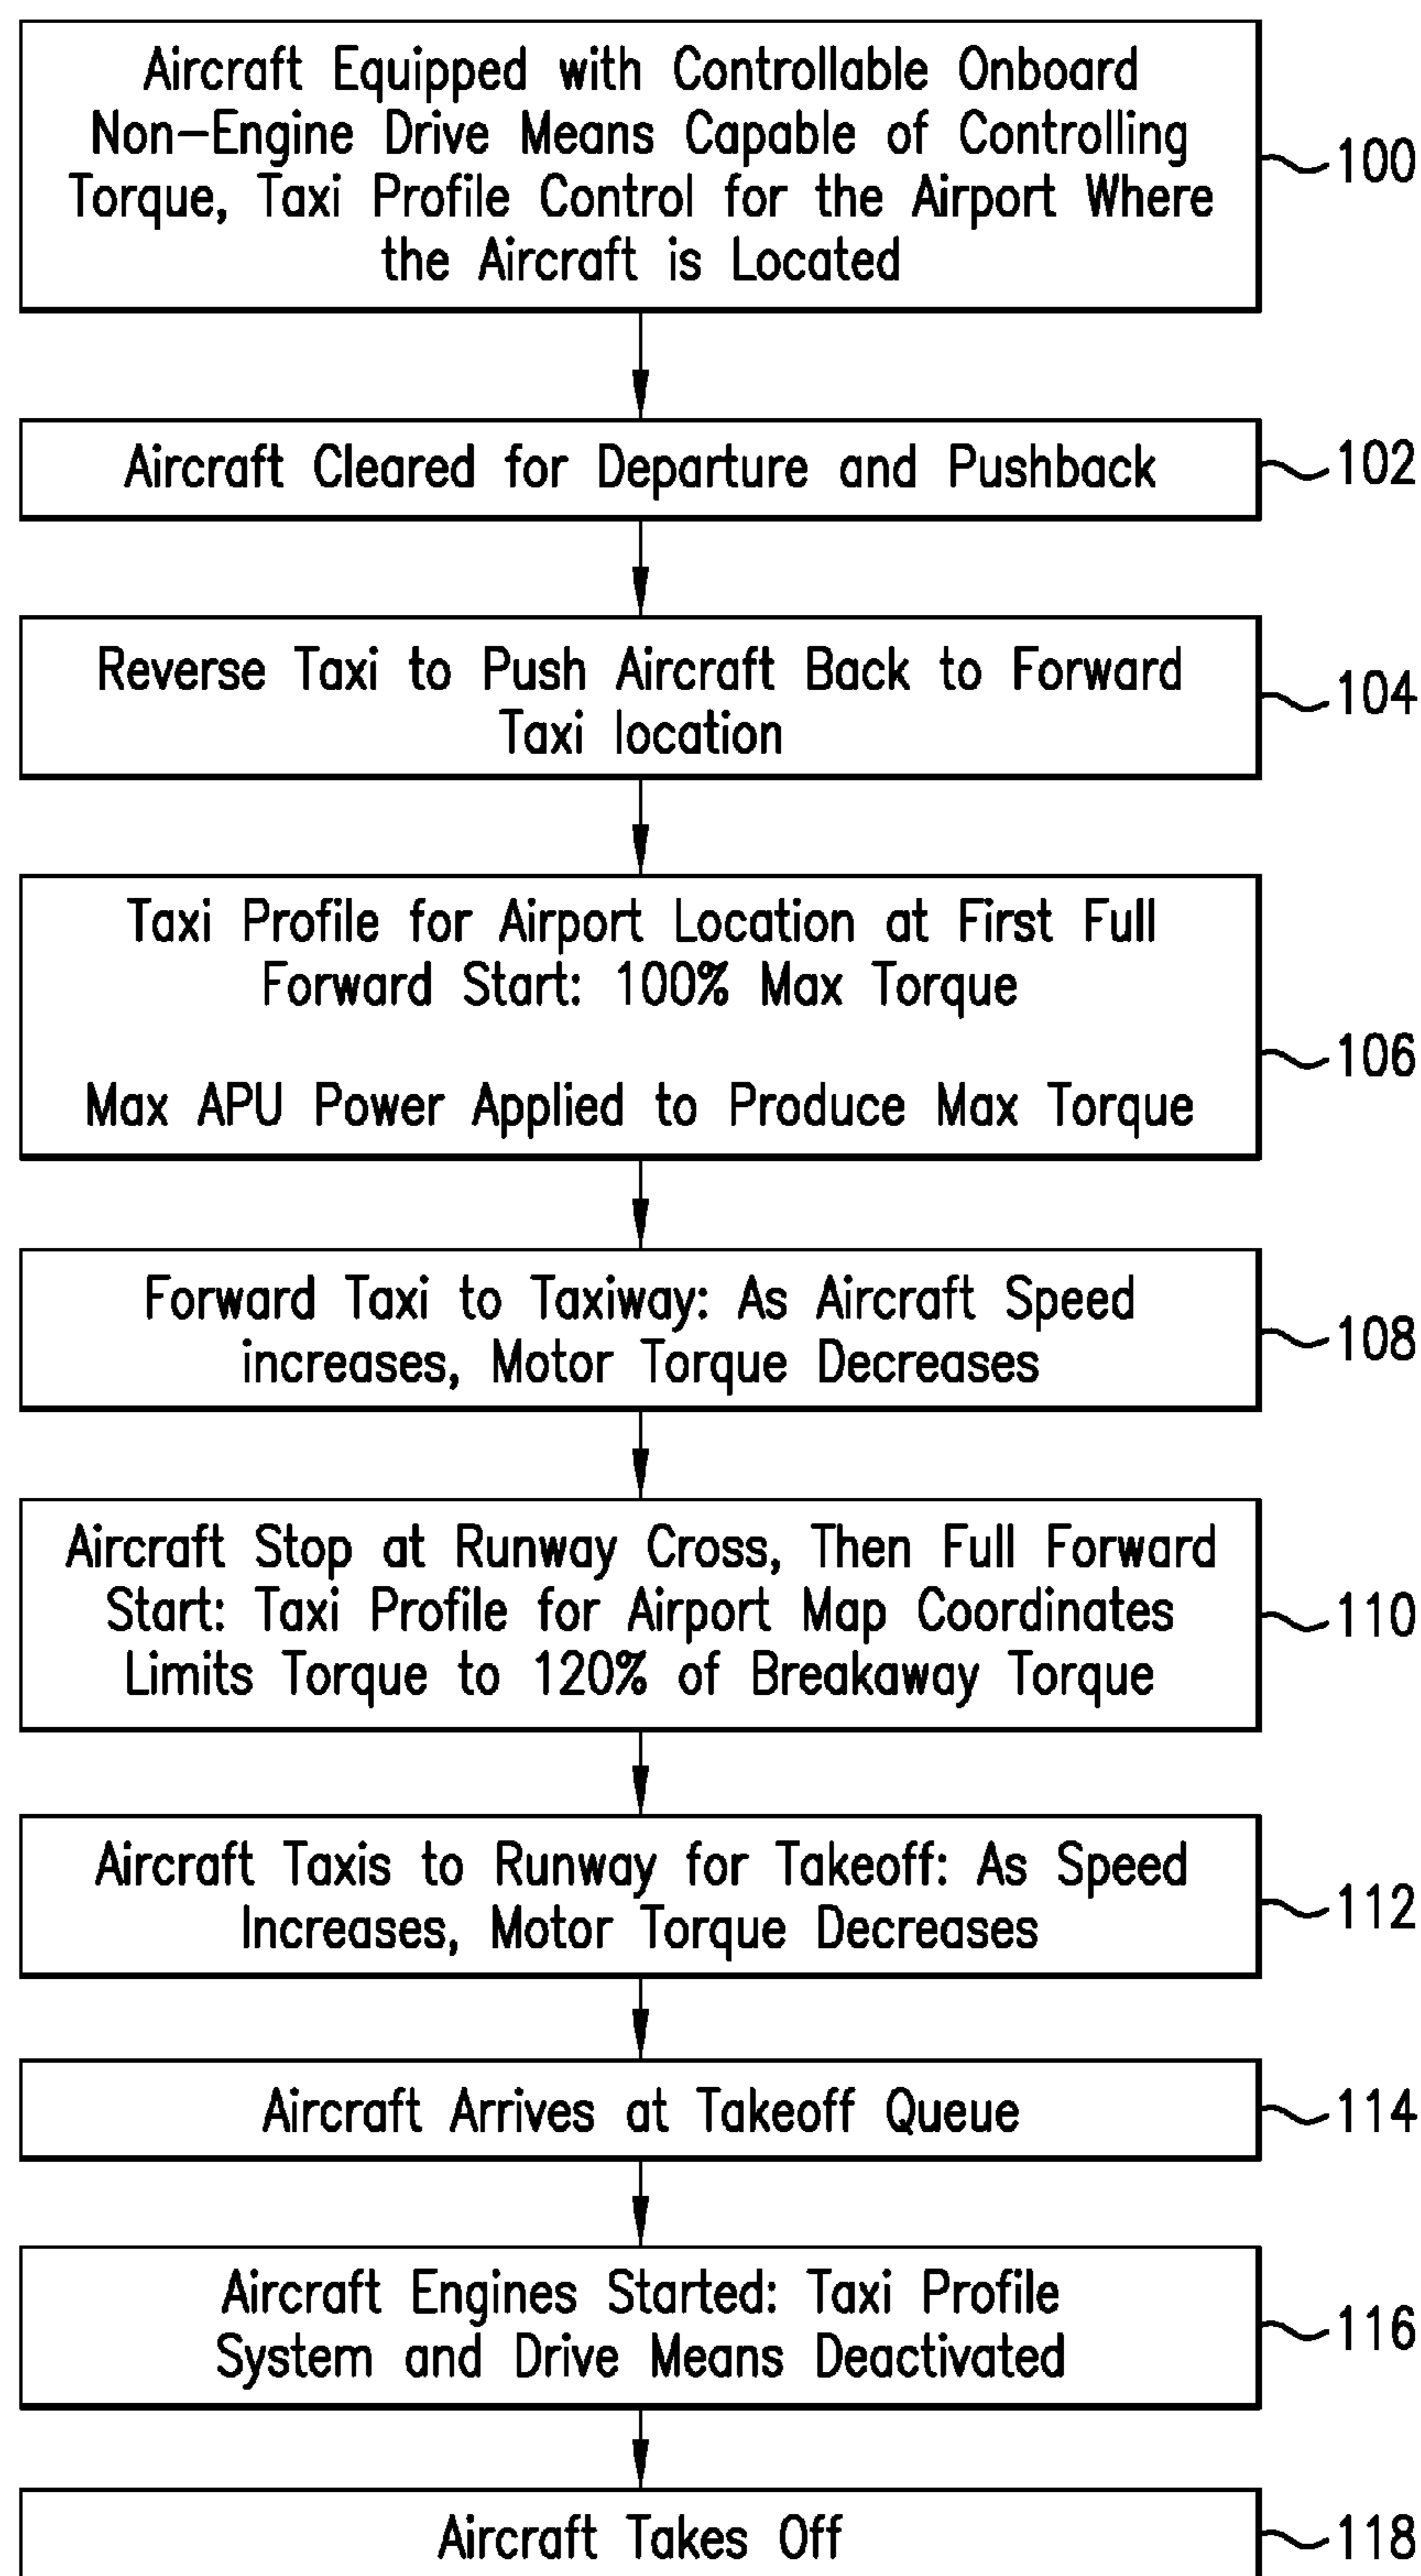 Aircraft Equipped with Controllable Onboard
Non-Engine Drive Means Capable of Controlling
Torque, Taxi Profile Control for the Airport Where
the Aircraft is Located
100
Aircraft Cleared for Departure and Pushback
102
Reverse Taxi to Push Aircraft Back to Forward
Taxi location
104
Taxi Profile for Airport Location at First Full
Forward Start: 100% Max Torque
Max APU Power Applied to Produce Max Torque
106
Forward Taxi to Taxiway: As Aircraft Speed
increases, Motor Torque Decreases
108
Aircraft Stop at Runway Cross, Then Full Forward
Start: Taxi Profile for Airport Map Coordinates
Limits Torque to 120% of Breakaway Torque
110
Aircraft Taxis to Runway for Takeoff: As Speed
Increases, Motor Torque Decreases
112
Aircraft Arrives at Takeoff Queue
114
Aircraft Engines Started: Taxi Profile
System and Drive Means Deactivated
116
Aircraft Takes Off
118